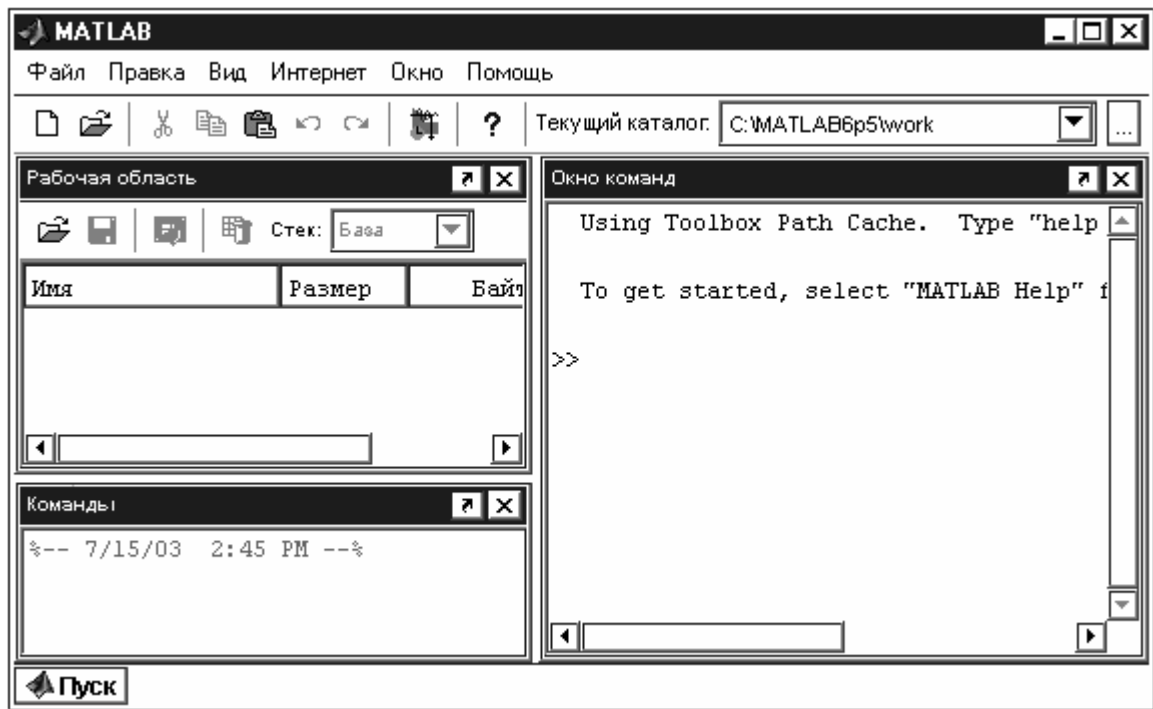 MATLAB
Файл Правка Вид Интернет Окно Помощь
? Текущий каталог: C:\MATLAB6p5\work ...
Рабочая область
Стек: База
Имя Размер Байт
Команды
%-- 7/15/03 2:45 PM --%
Окно команд
Using Toolbox Path Cache. Type "help
To get started, select "MATLAB Help" f
>>
Пуск